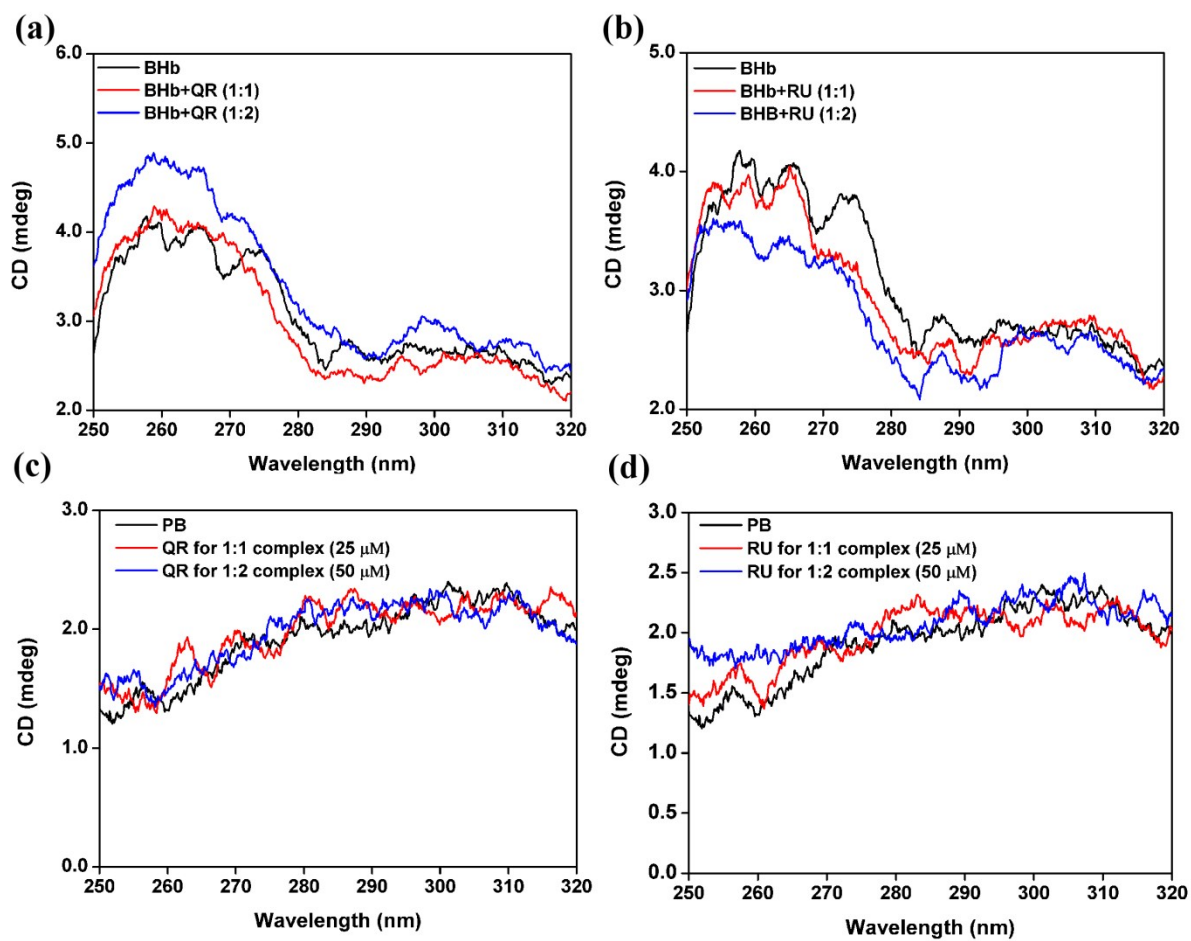 (a)
6.0
5.0
4.0
3.0
2.0
CD (mdeg)
BHb
BHb+QR (1:1)
BHb+QR (1:2)
250 260 270 280 290 300 310 320
Wavelength (nm)
(b)
5.0
4.0
3.0
2.0
CD (mdeg)
BHb
BHb+RU (1:1)
BHB+RU (1:2)
250 260 270 280 290 300 310 320
Wavelength (nm)
(c)
3.0
2.0
1.0
0.0
CD (mdeg)
PB
QR for 1:1 complex (25 μM)
QR for 1:2 complex (50 μM)
250 260 270 280 290 300 310 320
Wavelength (nm)
(d)
3.0
2.5
2.0
1.5
1.0
0.5
0.0
CD (mdeg)
PB
RU for 1:1 complex (25 μM)
RU for 1:2 complex (50 μM)
250 260 270 280 290 300 310 320
Wavelength (nm)